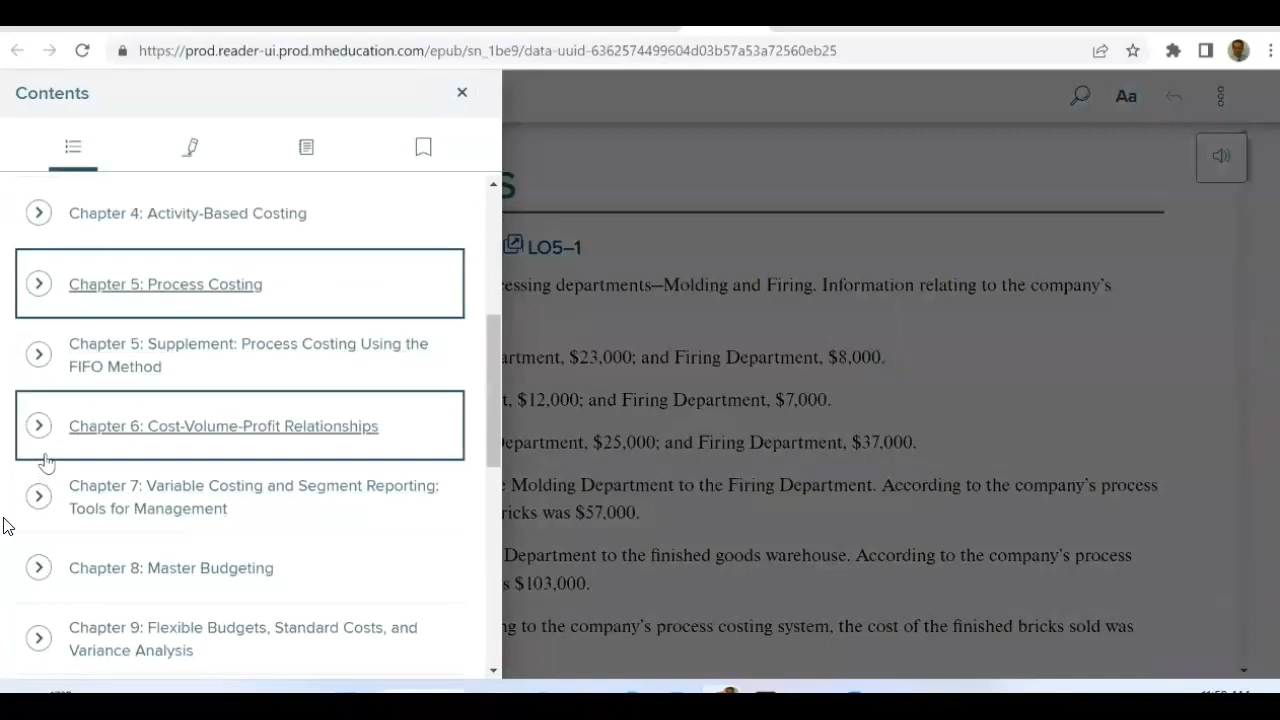 https://prod.reader-ui.prod.mheducation.com/epub/sn_1be9/data-uuid-6362574499604d03b57a53a72560eb25
Contents
Aa
Chapter 4: Activity-Based Costing
Chapter 5: Process Costing
Chapter 5: Supplement: Process Costing Using the
FIFO Method
Chapter 6: Cost-Volume-Profit Relationships
Chapter 7: Variable Costing and Segment Reporting:
Tools for Management
Chapter 8: Master Budgeting
Chapter 9: Flexible Budgets, Standard Costs, and
Variance Analysis
S
LO5–1
essing departments—Molding and Firing. Information relating to the company's
artment, $23,000; and Firing Department, $8,000.
t, $12,000; and Firing Department, $7,000.
epartment, $25,000; and Firing Department, $37,000.
e Molding Department to the Firing Department. According to the company's process
ricks was $57,000.
Department to the finished goods warehouse. According to the company's process
s $103,000.
ng to the company's process costing system, the cost of the finished bricks sold was